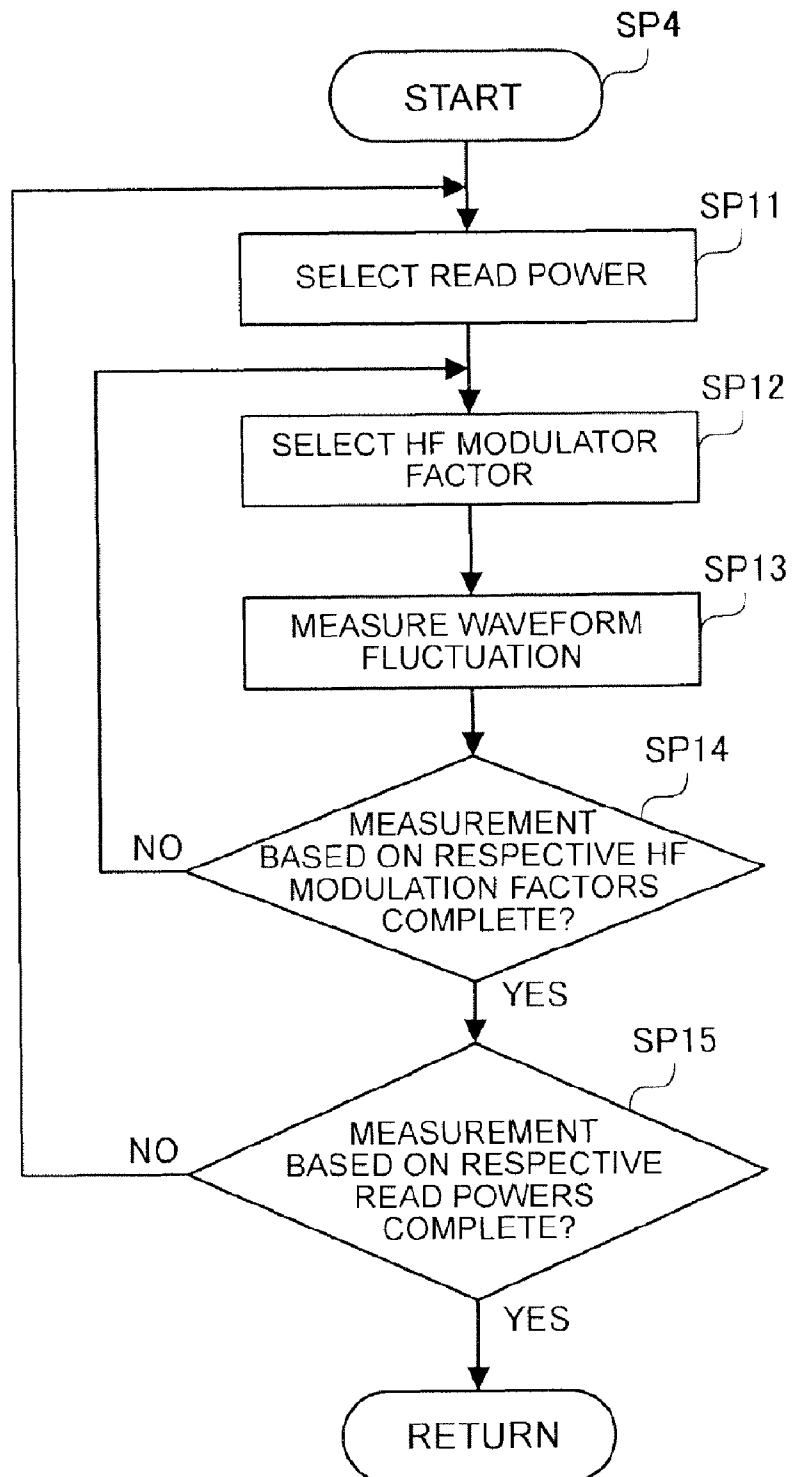 SP4
START
SP11
SELECT READ POWER
SP12
SELECT HF MODULATOR
FACTOR
SP13
MEASURE WAVEFORM
FLUCTUATION
SP14
MEASUREMENT
BASED ON RESPECTIVE HF
MODULATION FACTORS
COMPLETE?
NO
YES
SP15
MEASUREMENT
BASED ON RESPECTIVE
READ POWERS
COMPLETE?
NO
YES
RETURN